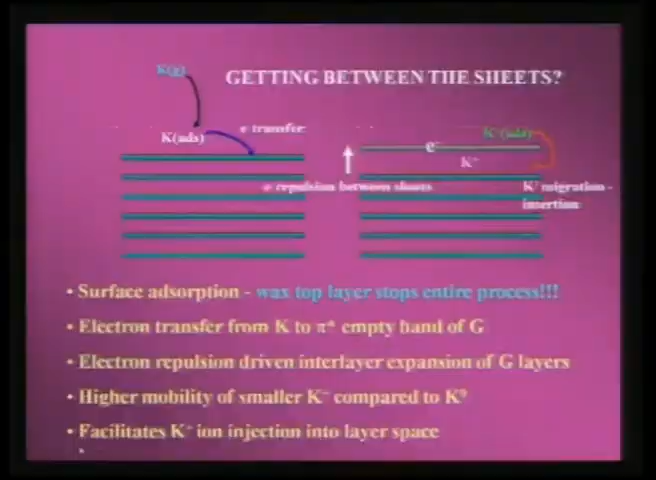 GETTING BETWEEN THE SHEETS?
K(g)
K(ads)
e transfer
K⁺(ads)
e⁻
K⁺
e⁻ repulsion between sheets
K⁺ migration -
insertion
• Surface adsorption - wax top layer stops entire process!!!
• Electron transfer from K to π* empty band of G
• Electron repulsion driven interlayer expansion of G layers
• Higher mobility of smaller K⁺ compared to K⁰
• Facilitates K⁺ ion injection into layer space